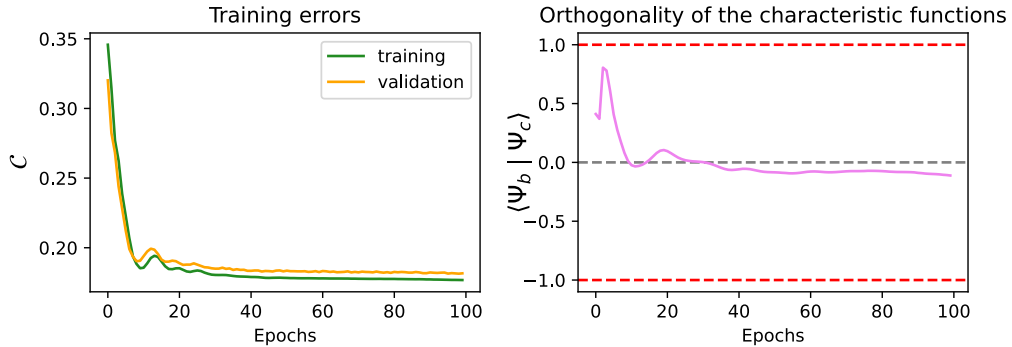 Training errors
0.35
0.30
0.25
0.20
𝒞
training
validation
0
20
40
60
80
100
Epochs
Orthogonality of the characteristic functions
1.0
0.5
0.0
−0.5
−1.0
⟨Ψ_b | Ψ_c⟩
0
20
40
60
80
100
Epochs